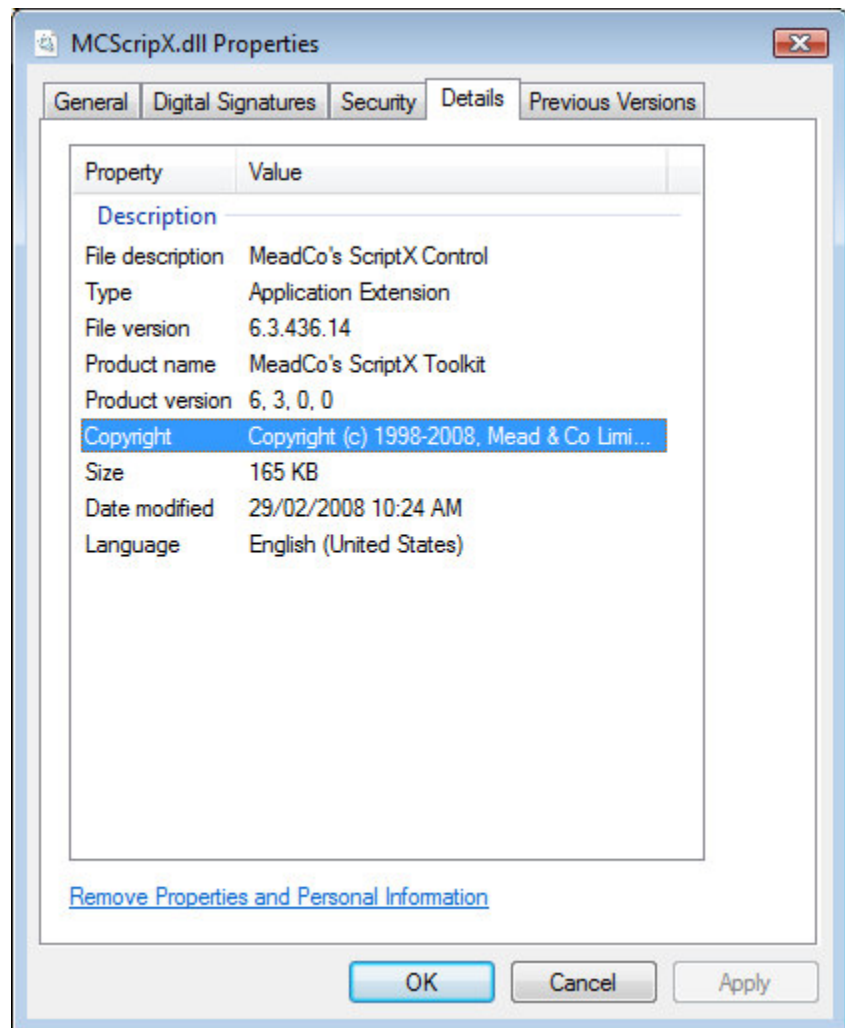 MCScripX.dll Properties
General Digital Signatures Security Details Previous Versions
Property Value
Description
File description MeadCo's ScriptX Control
Type Application Extension
File version 6.3.436.14
Product name MeadCo's ScriptX Toolkit
Product version 6, 3, 0, 0
Copyright Copyright (c) 1998-2008, Mead & Co Limi...
Size 165 KB
Date modified 29/02/2008 10:24 AM
Language English (United States)
Remove Properties and Personal Information
OK Cancel Apply